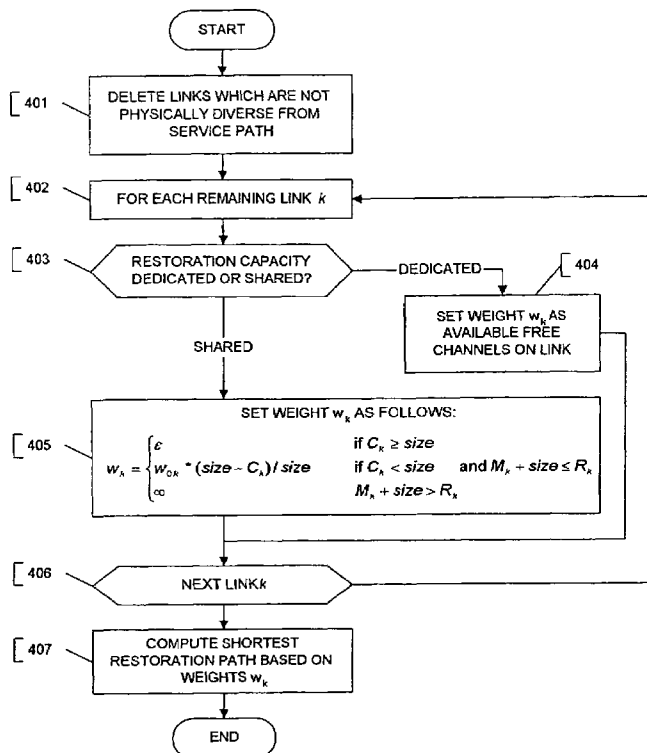 START
401
DELETE LINKS WHICH ARE NOT
PHYSICALLY DIVERSE FROM
SERVICE PATH
402
FOR EACH REMAINING LINK k
403
RESTORATION CAPACITY
DEDICATED OR SHARED?
DEDICATED
404
SET WEIGHT wk AS
AVAILABLE FREE
CHANNELS ON LINK
SHARED
405
SET WEIGHT wk AS FOLLOWS:
ε if Ck ≥ size
wk = { w0k * (size – Ck) / size if Ck < size and Mk + size ≤ Rk
∞ Mk + size > Rk
406
NEXT LINK k
407
COMPUTE SHORTEST
RESTORATION PATH BASED ON
WEIGHTS wk
END